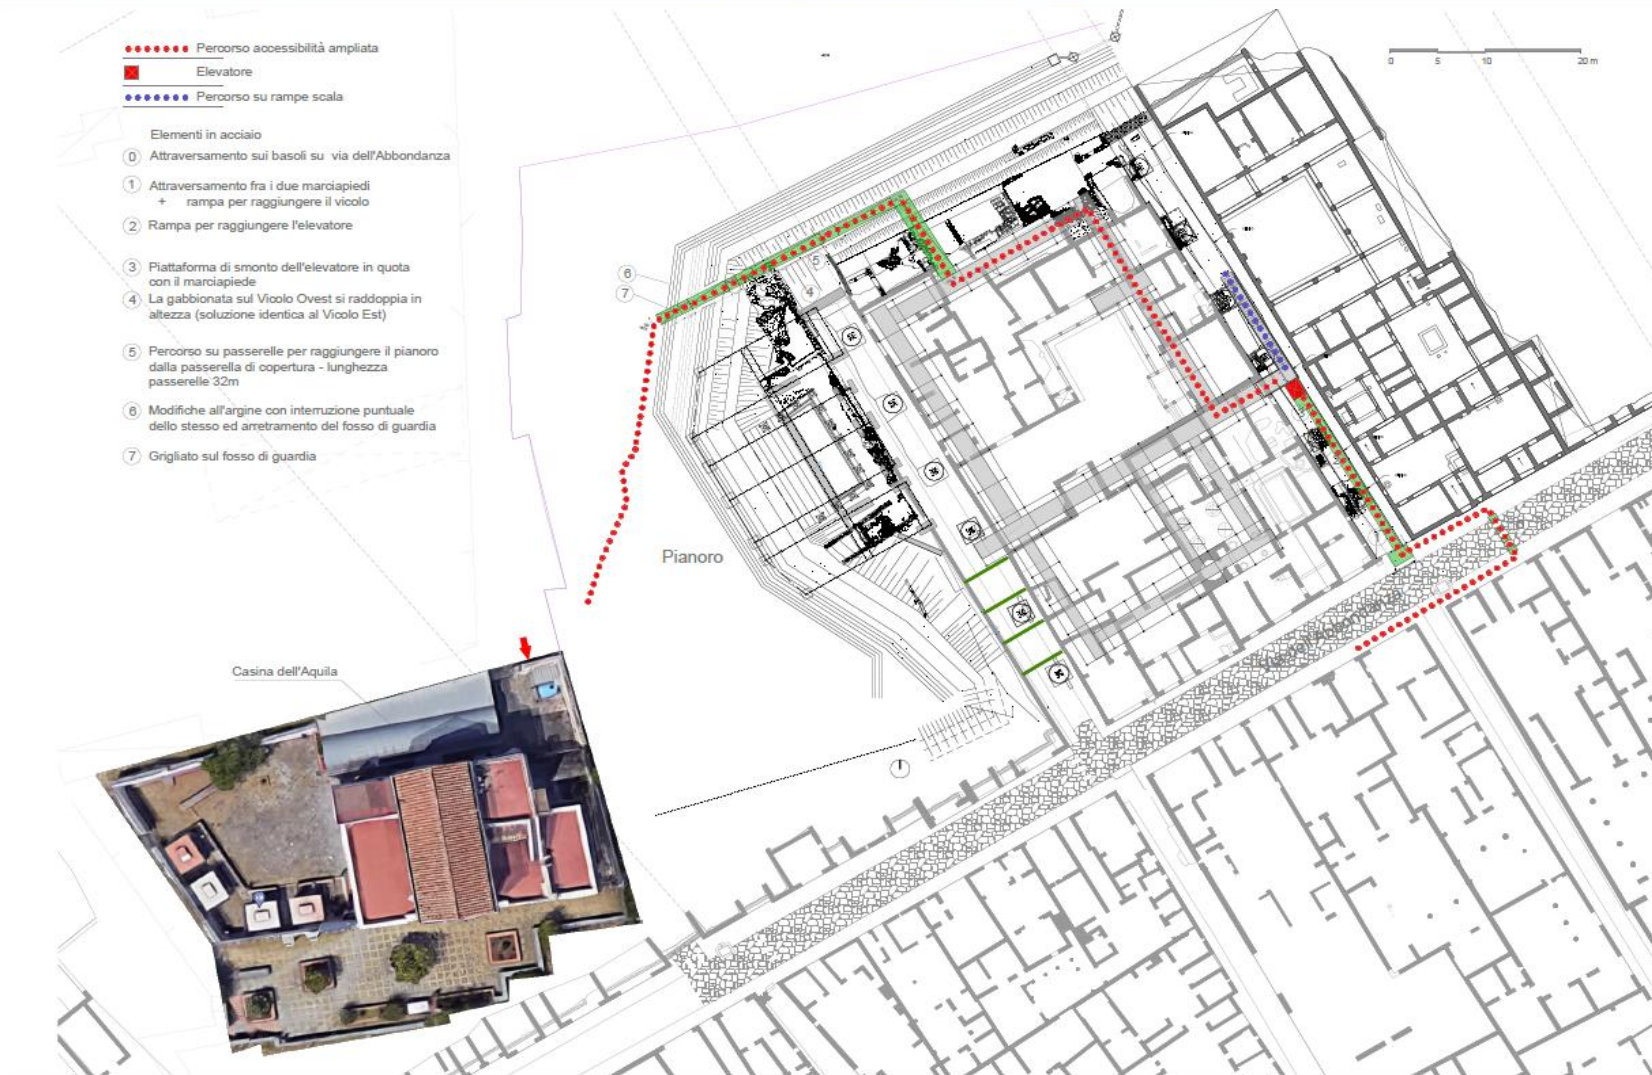 Percorso accessibilità ampliata
Elevatore
Percorso su rampe scala
Elementi in acciaio
0 Attraversamento sui basoli su via dell'Abbondanza
1 Attraversamento fra i due marciapiedi
+ rampa per raggiungere il vicolo
2 Rampa per raggiungere l'elevatore
3 Piattaforma di smonto dell'elevatore in quota
con il marciapiede
4 La gabbionata sul Vicolo Ovest si raddoppia in
altezza (soluzione identica al Vicolo Est)
5 Percorso su passerelle per raggiungere il pianoro
dalla passerella di copertura - lunghezza
passerelle 32m
6 Modifiche all'argine con interruzione puntuale
dello stesso ed arretramento del fosso di guardia
7 Grigliato sul fosso di guardia
0 5 10 20 m
5
6
7
4
Pianoro
Via dell'Abbondanza
Casina dell'Aquila